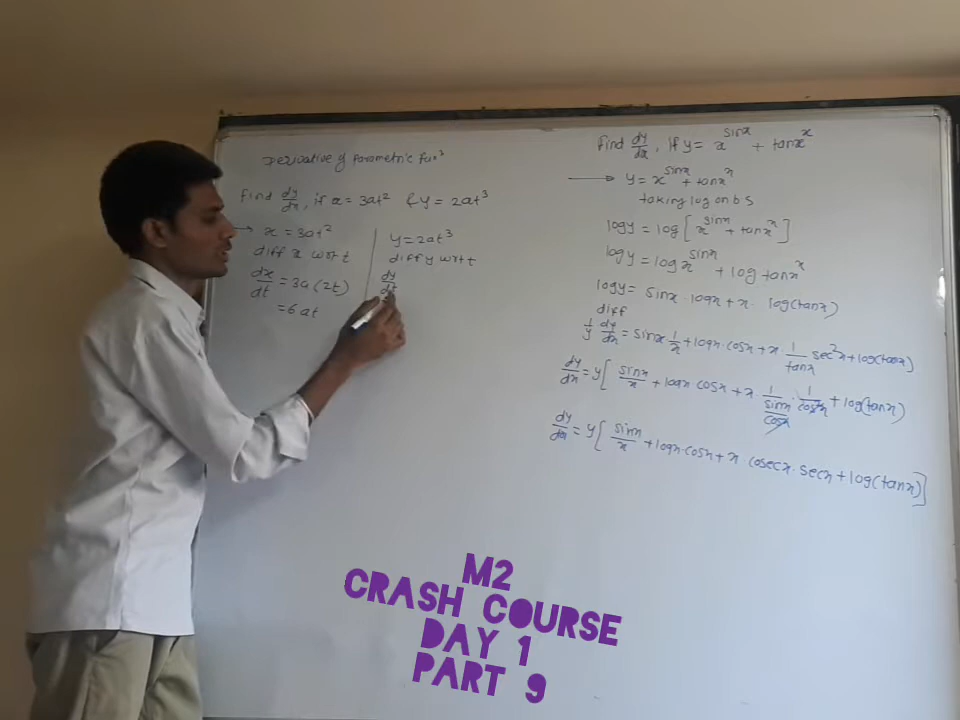 Derivative of parametric funⁿ
Find dy/dx, if x = 3at² & y = 2at³
→ x = 3at²
diff x wrt t
dx/dt = 3a(2t)
= 6at
y = 2at³
diff y wrt t
dy/dt
Find dy/dx, if y = x^sinx + tanx^x
→ y = x^sinx + tanx^x
taking log on b s
logy = log[x^sinx + tanx^x]
logy = logx^sinx + log tanx^x
logy = sinx · logx + x · log(tanx)
diff
1/y dy/dx = sinx 1/x + logx · cosx + x · 1/tanx sec²x + log(tanx)
dy/dx = y[sinx/x + logx cosx + x · 1/(sinx/cosx) · 1/cos²x + log(tanx)
dy/dx = y[sinx/x + logx · cosx + x · cosecx · secx + log(tanx)]
M2
CRASH COURSE
DAY 1
PART 9